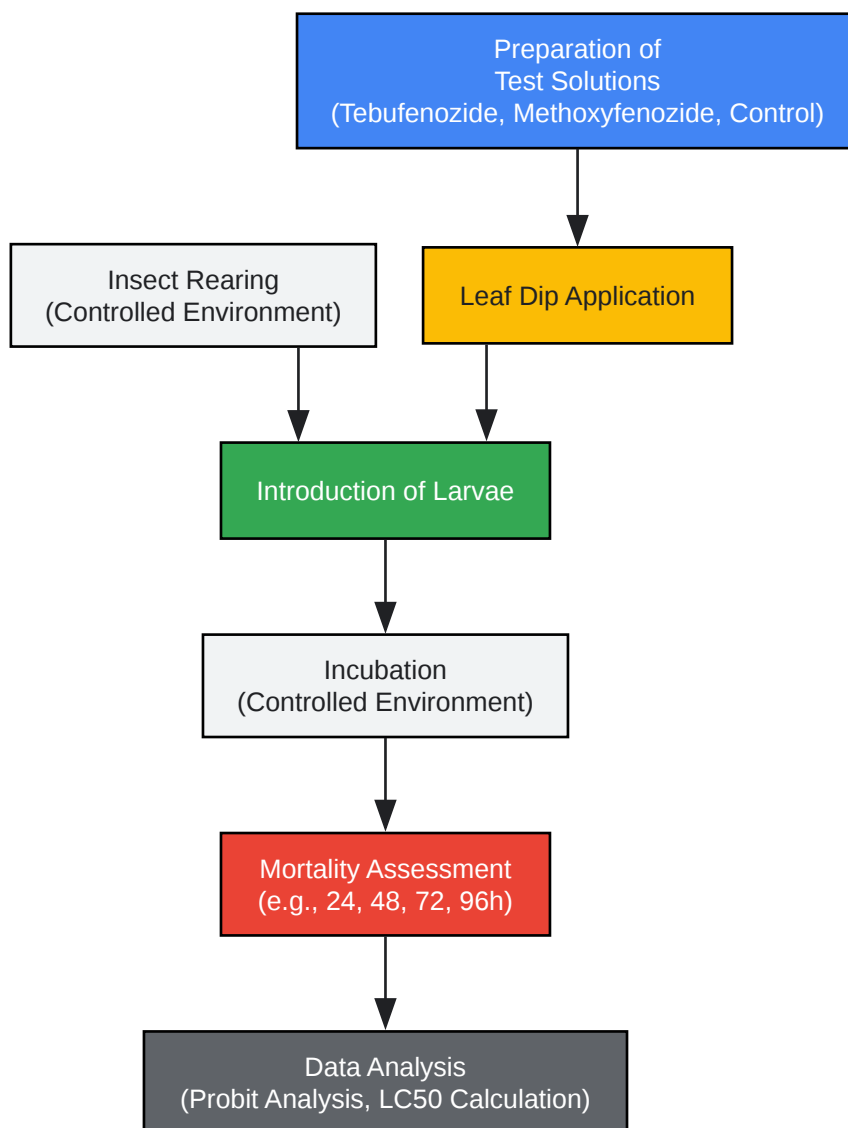 Preparation of
Test Solutions
(Tebufenozide, Methoxyfenozide, Control)
Insect Rearing
(Controlled Environment)
Leaf Dip Application
Introduction of Larvae
Incubation
(Controlled Environment)
Mortality Assessment
(e.g., 24, 48, 72, 96h)
Data Analysis
(Probit Analysis, LC50 Calculation)